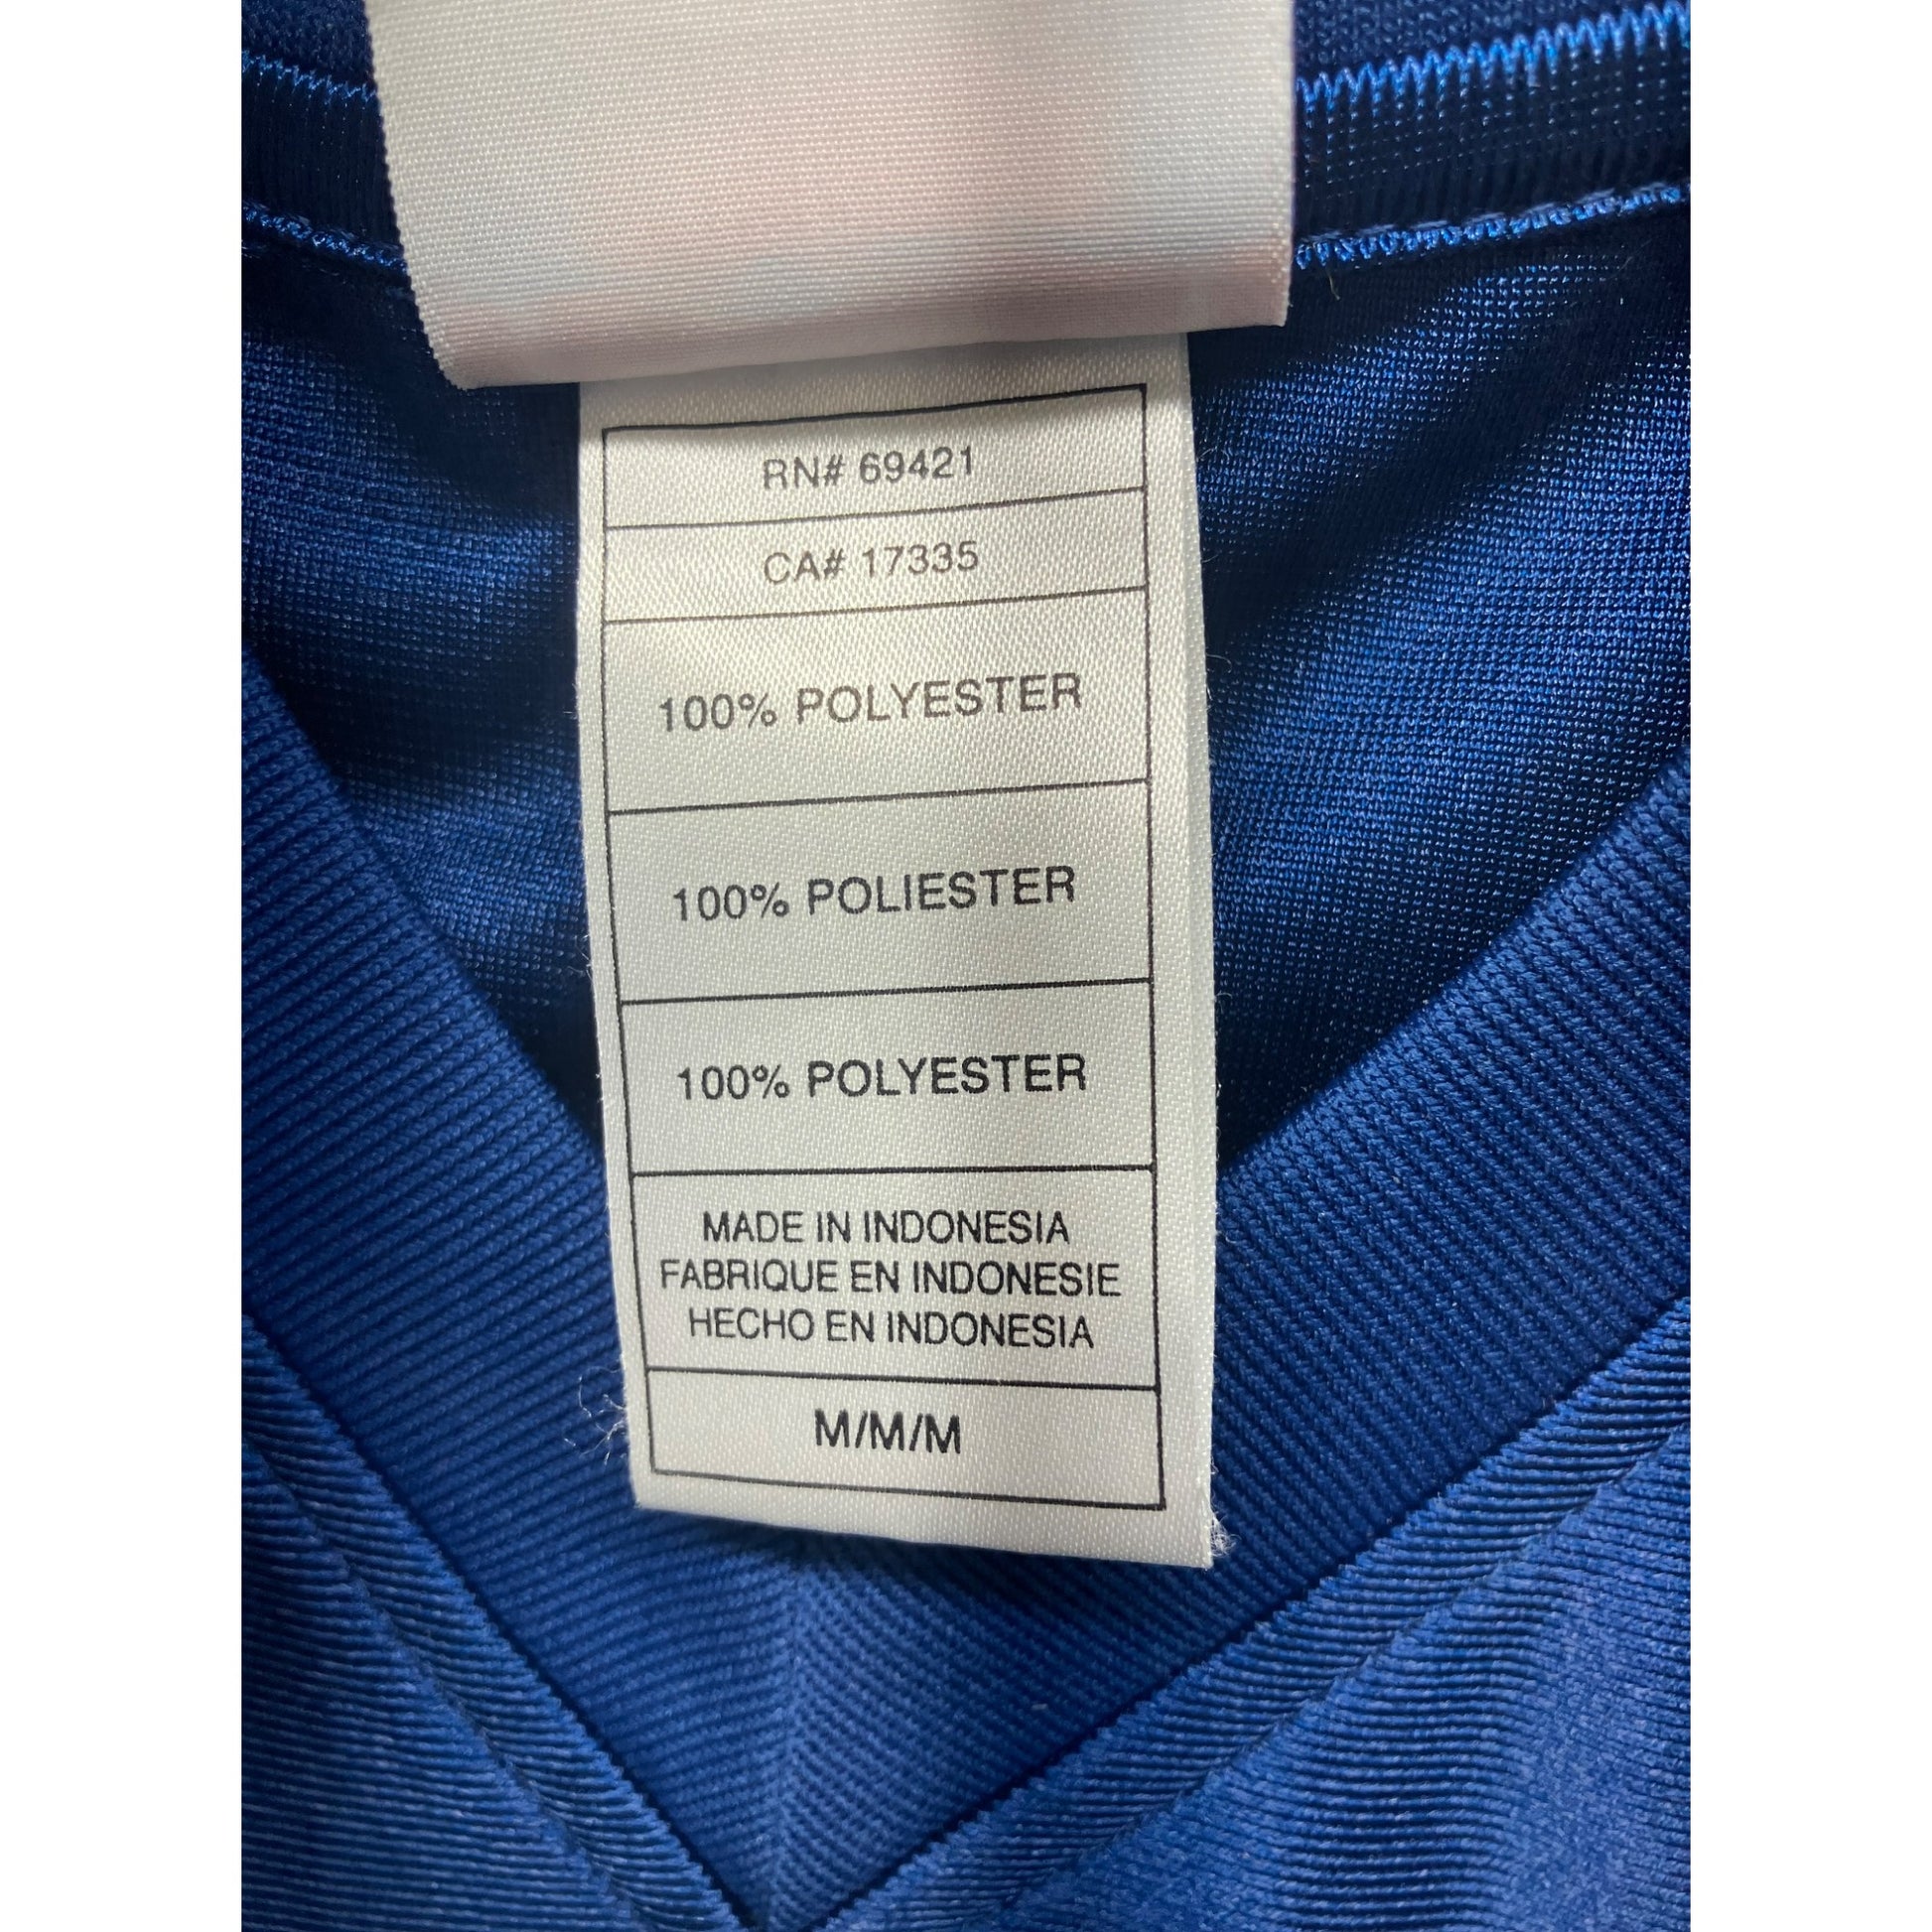 RN# 69421
CA# 17335
100% POLYESTER
100% POLIESTER
100% POLYESTER
MADE IN INDONESIA
FABRIQUE EN INDONESIE
HECHO EN INDONESIA
M/M/M